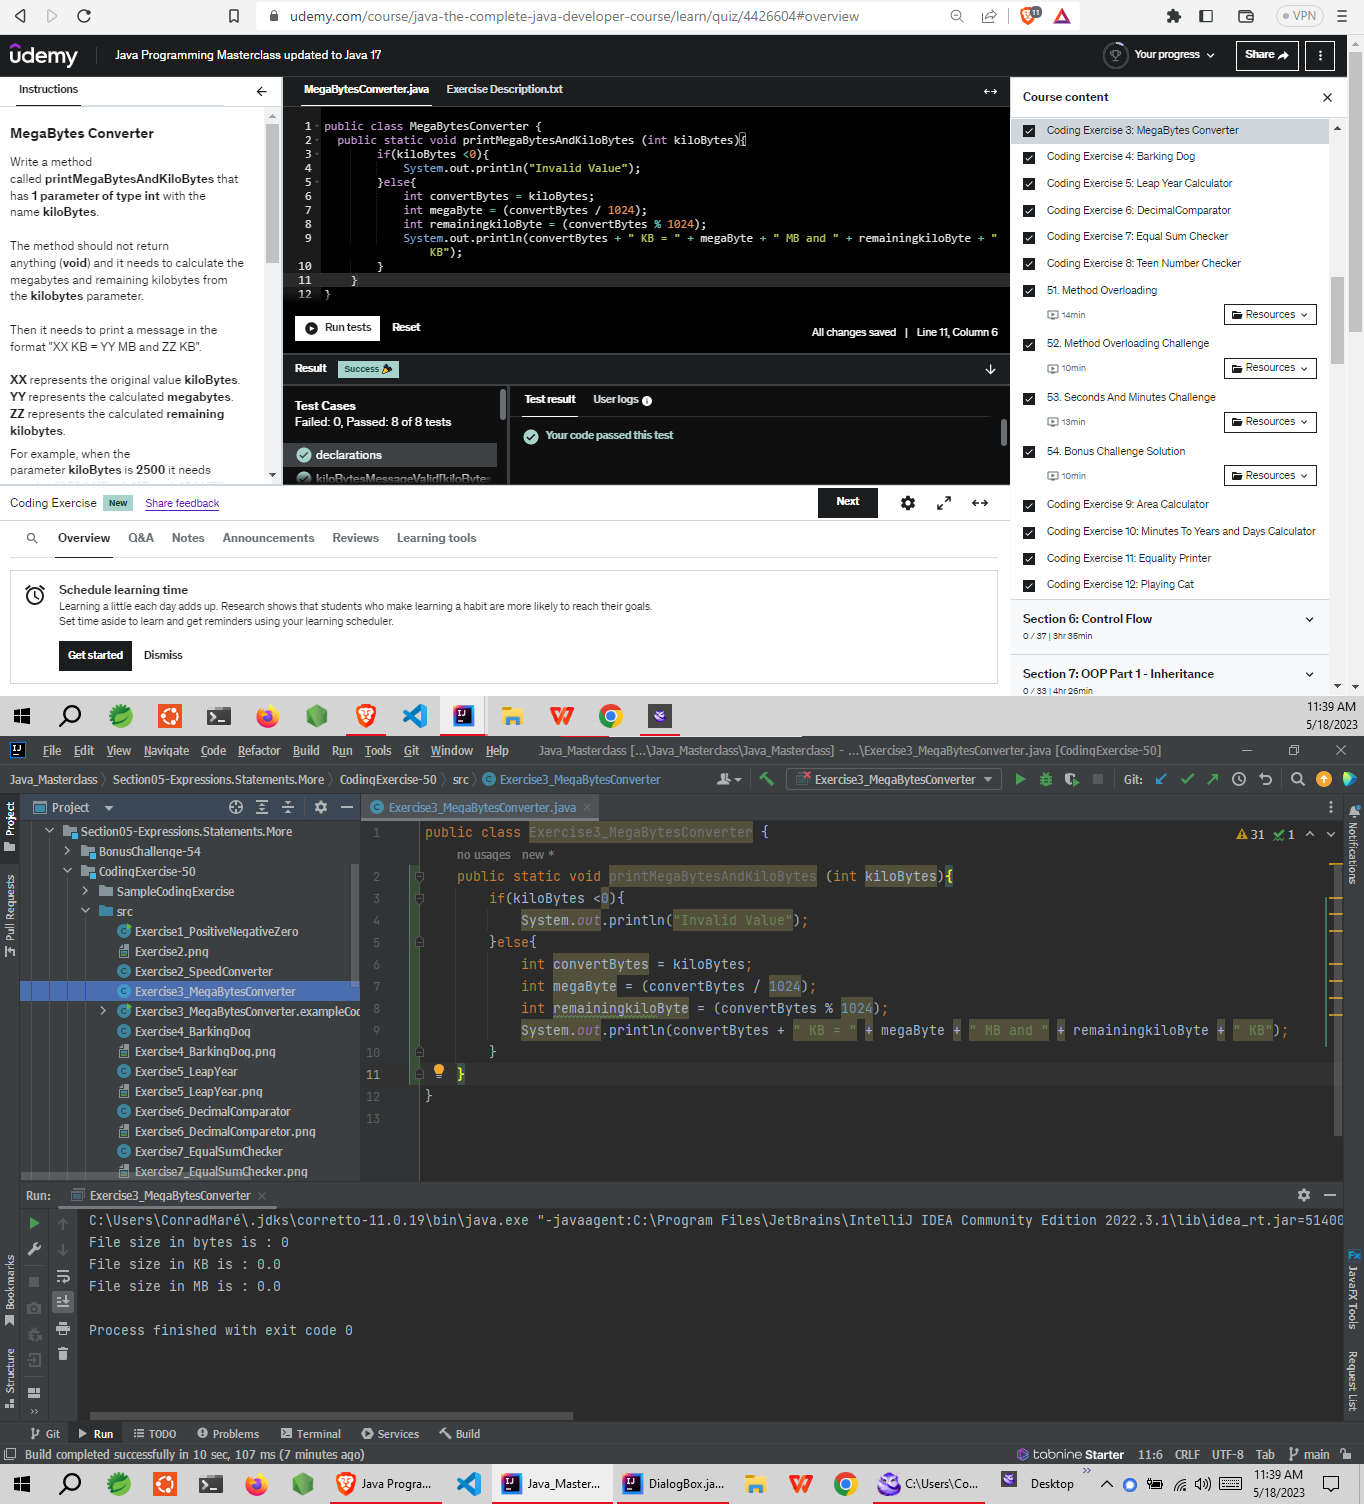 udemy.com/course/java-the-complete-java-developer-course/learn/quiz/4426604#overview
11
VPN
ûdemy
Java Programming Masterclass updated to Java 17
Your progress
Share
Instructions
MegaBytes Converter
Write a method
called printMegaBytesAndKiloBytes that
has 1 parameter of type int with the
name kiloBytes.
The method should not return
anything (void) and it needs to calculate the
megabytes and remaining kilobytes from
the kilobytes parameter.
Then it needs to print a message in the
format "XX KB = YY MB and ZZ KB".
XX represents the original value kiloBytes.
YY represents the calculated megabytes.
ZZ represents the calculated remaining
kilobytes.
For example, when the
parameter kiloBytes is 2500 it needs
MegaBytesConverter.java
Exercise Description.txt
1 public class MegaBytesConverter {
2 public static void printMegaBytesAndKiloBytes (int kiloBytes){
3 if(kiloBytes <0){
4 System.out.println("Invalid Value");
5 }else{
6 int convertBytes = kiloBytes;
7 int megaByte = (convertBytes / 1024);
8 int remainingkiloByte = (convertBytes % 1024);
9 System.out.println(convertBytes + " KB = " + megaByte + " MB and " + remainingkiloByte + "
KB");
10 }
11 }
12 }
Run tests
Reset
All changes saved | Line 11, Column 6
Result
Success
Test Cases
Failed: 0, Passed: 8 of 8 tests
declarations
kiloBytesMessageValid[kiloBytes
Test result
User logs
Your code passed this test
Course content
Coding Exercise 3: MegaBytes Converter
Coding Exercise 4: Barking Dog
Coding Exercise 5: Leap Year Calculator
Coding Exercise 6: DecimalComparator
Coding Exercise 7: Equal Sum Checker
Coding Exercise 8: Teen Number Checker
51. Method Overloading
14min
Resources
52. Method Overloading Challenge
10min
Resources
53. Seconds And Minutes Challenge
13min
Resources
54. Bonus Challenge Solution
10min
Resources
Coding Exercise 9: Area Calculator
Coding Exercise 10: Minutes To Years and Days Calculator
Coding Exercise 11: Equality Printer
Coding Exercise 12: Playing Cat
Section 6: Control Flow
0 / 37 | 3hr 35min
Section 7: OOP Part 1 - Inheritance
0 / 33 | 4hr 26min
Coding Exercise
New
Share feedback
Next
Overview
Q&A
Notes
Announcements
Reviews
Learning tools
Schedule learning time
Learning a little each day adds up. Research shows that students who make learning a habit are more likely to reach their goals.
Set time aside to learn and get reminders using your learning scheduler.
Get started
Dismiss
11:39 AM
5/18/2023
File Edit View Navigate Code Refactor Build Run Tools Git Window Help
Java_Masterclass [...\Java_Masterclass\Java_Masterclass] - ...\Exercise3_MegaBytesConverter.java [CodingExercise-50]
Java_Masterclass
Section05-Expressions.Statements.More
CodingExercise-50
src
Exercise3_MegaBytesConverter
Exercise3_MegaBytesConverter
Git:
Project
Pull Requests
Bookmarks
Structure
Project
Section05-Expressions.Statements.More
BonusChallenge-54
CodingExercise-50
SampleCodingExercise
src
Exercise1_PositiveNegativeZero
Exercise2.png
Exercise2_SpeedConverter
Exercise3_MegaBytesConverter
Exercise3_MegaBytesConverter.exampleCod
Exercise4_BarkingDog
Exercise4_BarkingDog.png
Exercise5_LeapYear
Exercise5_LeapYear.png
Exercise6_DecimalComparator
Exercise6_DecimalComparetor.png
Exercise7_EqualSumChecker
Exercise7_EqualSumChecker.png
Exercise3_MegaBytesConverter.java
31
1
1 public class Exercise3_MegaBytesConverter {
no usages new *
2 public static void printMegaBytesAndKiloBytes (int kiloBytes){
3 if(kiloBytes <0){
4 System.out.println("Invalid Value");
5 }else{
6 int convertBytes = kiloBytes;
7 int megaByte = (convertBytes / 1024);
8 int remainingkiloByte = (convertBytes % 1024);
9 System.out.println(convertBytes + " KB = " + megaByte + " MB and " + remainingkiloByte + " KB");
10 }
11 }
12 }
13
Notifications
JavaFX Tools
Request List
Run:
Exercise3_MegaBytesConverter
C:\Users\ConradMaré\.jdks\corretto-11.0.19\bin\java.exe "-javaagent:C:\Program Files\JetBrains\IntelliJ IDEA Community Edition 2022.3.1\lib\idea_rt.jar=51400
File size in bytes is : 0
File size in KB is : 0.0
File size in MB is : 0.0
Process finished with exit code 0
Git
Run
TODO
Problems
Terminal
Services
Build
Build completed successfully in 10 sec, 107 ms (7 minutes ago)
tabnine Starter
11:6
CRLF
UTF-8
Tab
main
Java Progra...
Java_Master...
DialogBox.ja...
C:\Users\Co...
Desktop
11:39 AM
5/18/2023